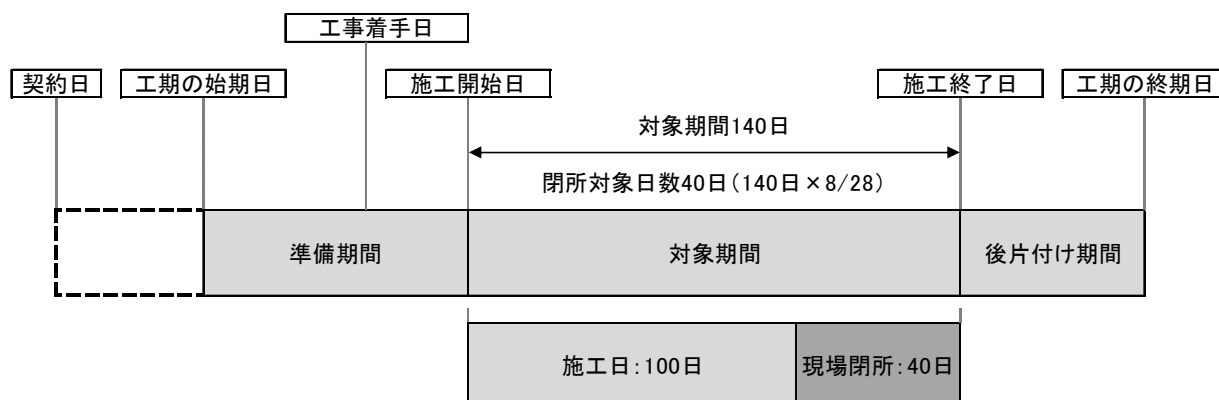 工事着手日
契約日
工期の始期日
施工開始日
施工終了日
工期の終期日
対象期間140日
閉所対象日数40日(140日×8/28)
準備期間
対象期間
後片付け期間
施工日:100日
現場閉所:40日